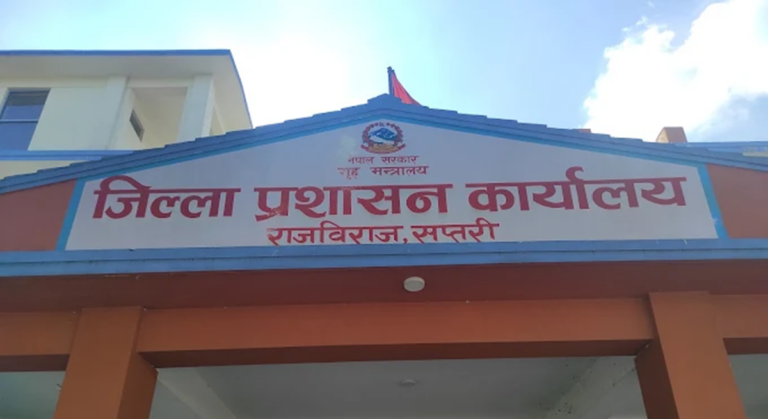 नेपाल सरकार
गृह मन्त्रालय
जिल्ला प्रशासन कार्यालय
राजविराज, सप्तरी